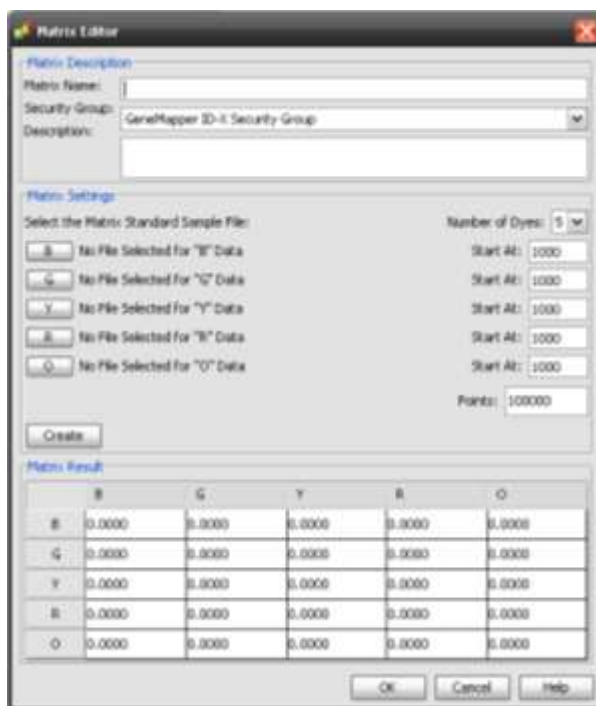 Matrix Editor
Matrix Description
Matrix Name:
Security Group: GeneMapper ID-X Security Group
Description:
Matrix Settings
Select the Matrix Standard Sample File: Number of Dyes: 5
B No File Selected for "B" Data Start At: 1000
G No File Selected for "G" Data Start At: 1000
Y No File Selected for "Y" Data Start At: 1000
R No File Selected for "R" Data Start At: 1000
O No File Selected for "O" Data Start At: 1000
Points: 100000
Create
Matrix Result
B G Y R O
B 0.0000 0.0000 0.0000 0.0000 0.0000
G 0.0000 0.0000 0.0000 0.0000 0.0000
Y 0.0000 0.0000 0.0000 0.0000 0.0000
R 0.0000 0.0000 0.0000 0.0000 0.0000
O 0.0000 0.0000 0.0000 0.0000 0.0000
OK Cancel Help